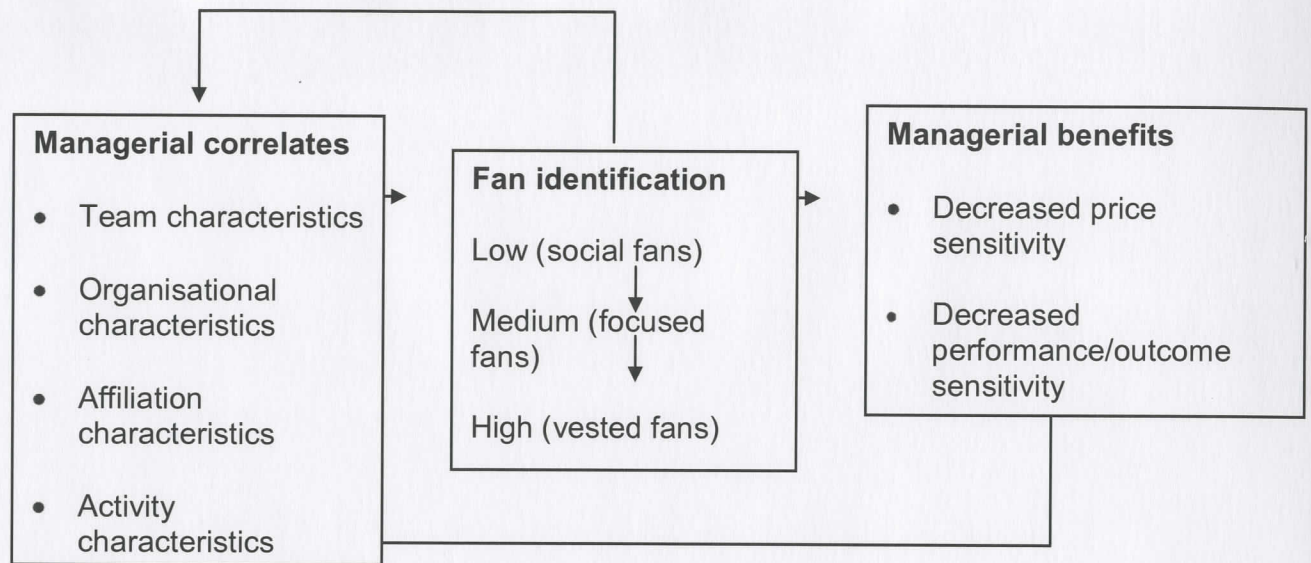 Managerial correlates
• Team characteristics
• Organisational
characteristics
• Affiliation
characteristics
• Activity
characteristics
Fan identification
Low (social fans)
Medium (focused
fans)
High (vested fans)
Managerial benefits
• Decreased price
sensitivity
• Decreased
performance/outcome
sensitivity